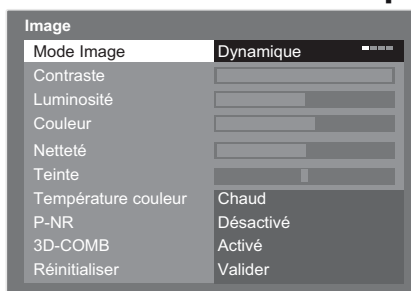 Image
Mode Image Dynamique
Contraste
Luminosité
Couleur
Netteté
Teinte
Température couleur Chaud
P-NR Désactivé
3D-COMB Activé
Réinitialiser Valider